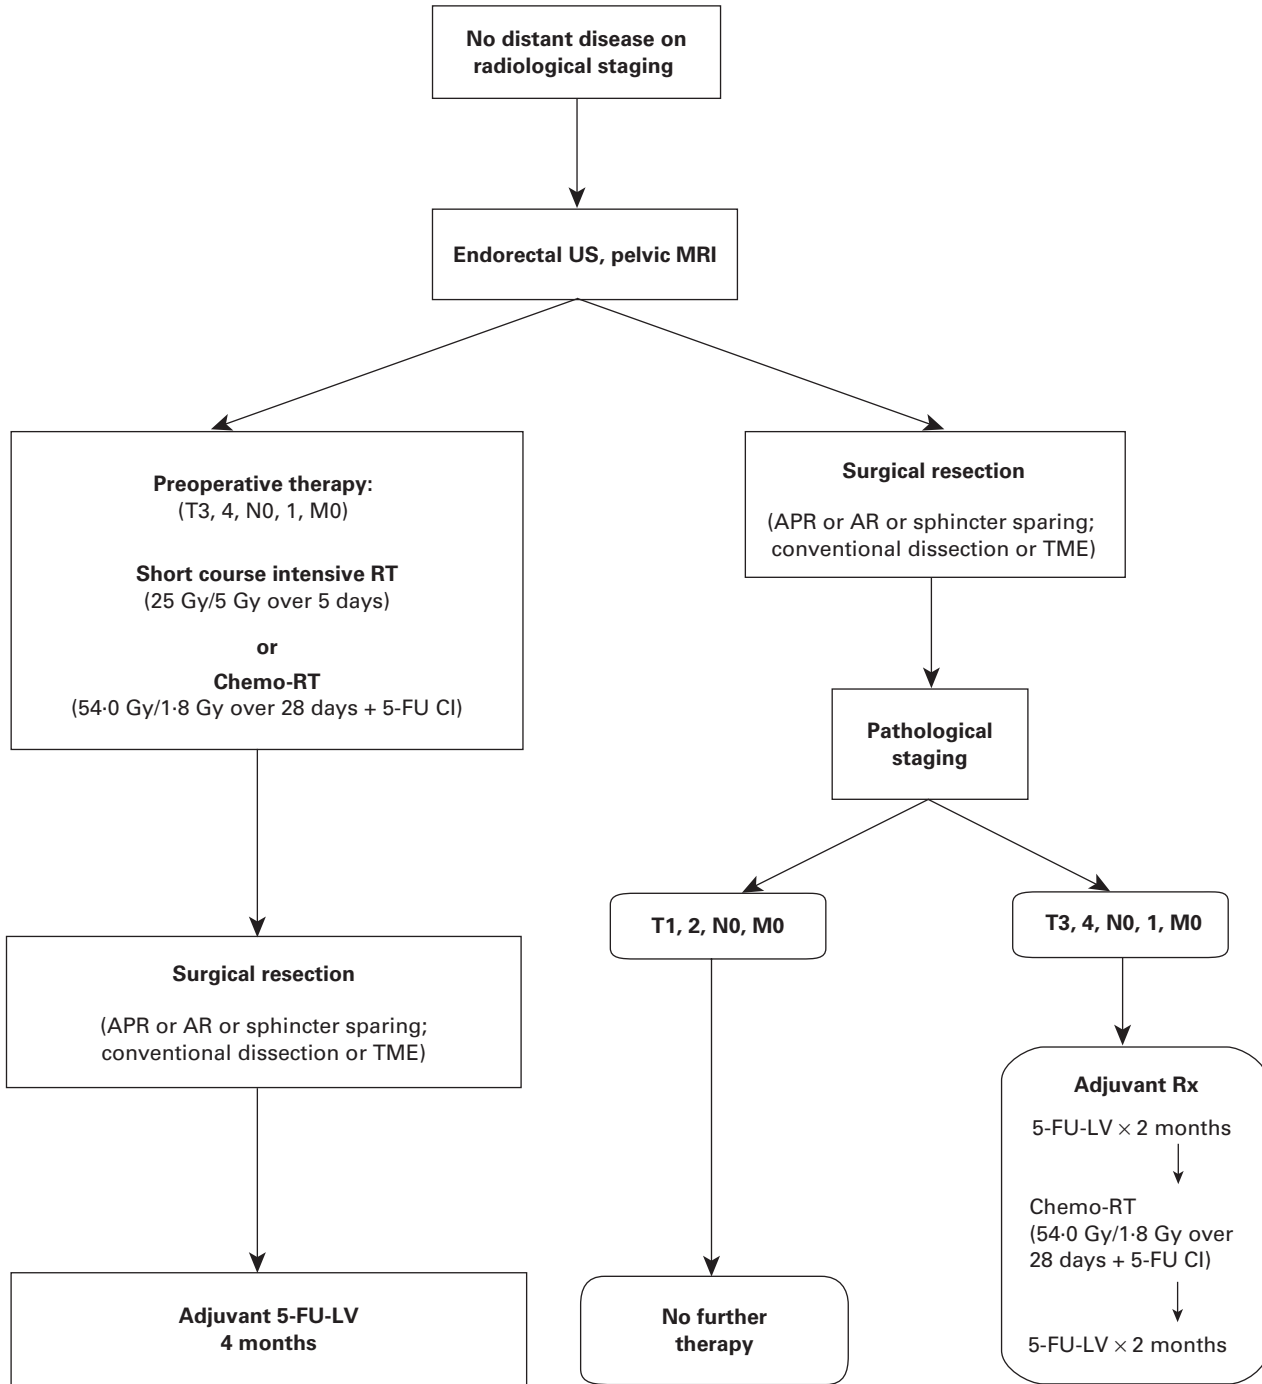 No distant disease on
radiological staging
Endorectal US, pelvic MRI
Preoperative therapy:
(T3, 4, N0, 1, M0)
Short course intensive RT
(25 Gy/5 Gy over 5 days)
or
Chemo-RT
(54·0 Gy/1·8 Gy over 28 days + 5-FU CI)
Surgical resection
(APR or AR or sphincter sparing;
conventional dissection or TME)
Adjuvant 5-FU-LV
4 months
Surgical resection
(APR or AR or sphincter sparing;
conventional dissection or TME)
Pathological
staging
T1, 2, N0, M0
No further
therapy
T3, 4, N0, 1, M0
Adjuvant Rx
5-FU-LV × 2 months
Chemo-RT
(54·0 Gy/1·8 Gy over
28 days + 5-FU CI)
5-FU-LV × 2 months